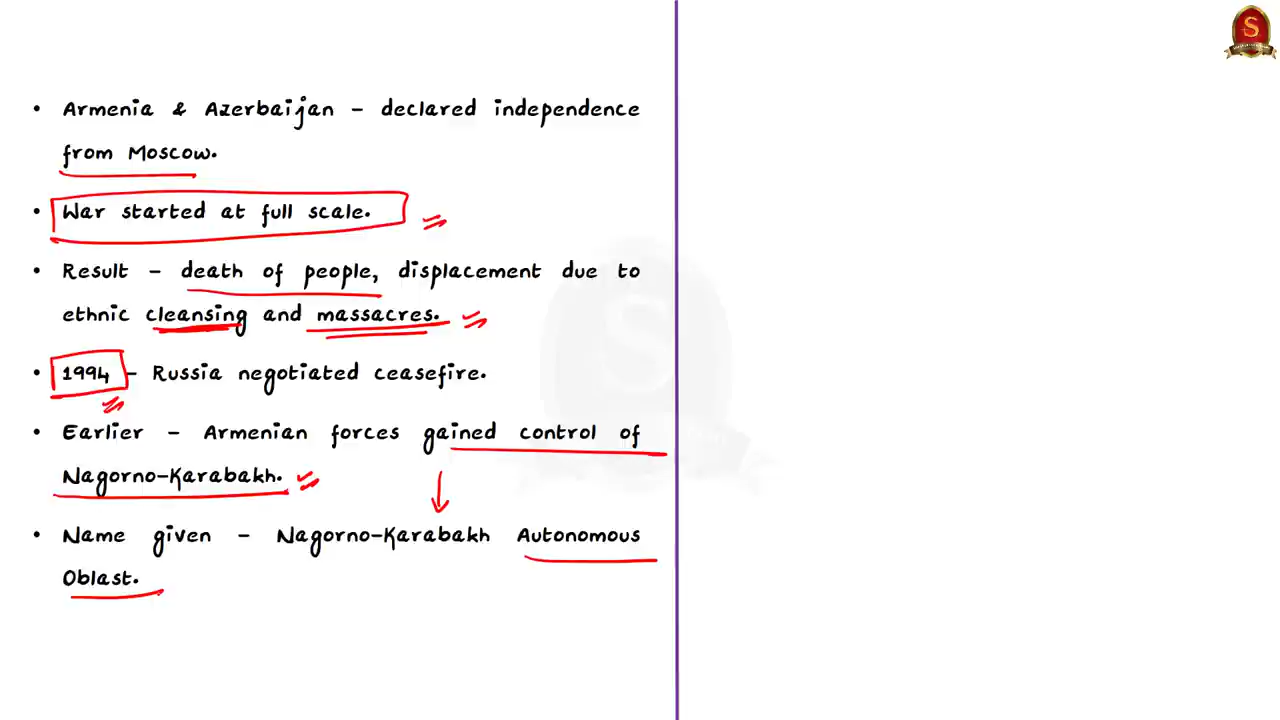 • Armenia & Azerbaijan – declared independence
from Moscow.
• War started at full scale.
• Result – death of people, displacement due to
ethnic cleansing and massacres.
• 1994 – Russia negotiated ceasefire.
• Earlier – Armenian forces gained control of
Nagorno-Karabakh.
• Name given – Nagorno-Karabakh Autonomous
Oblast.
S